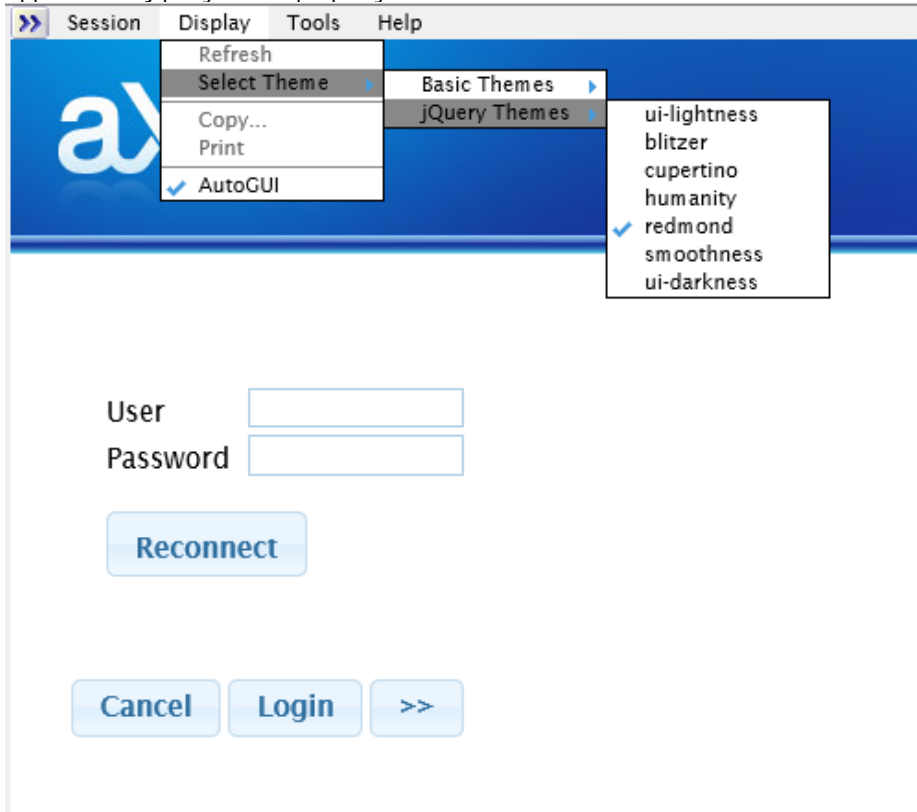 Session Display Tools Help
Refresh
Select Theme
Copy...
Print
AutoGUI
Basic Themes
jQuery Themes
ui-lightness
blitzer
cupertino
humanity
redmond
smoothness
ui-darkness
User
Password
Reconnect
Cancel Login >>